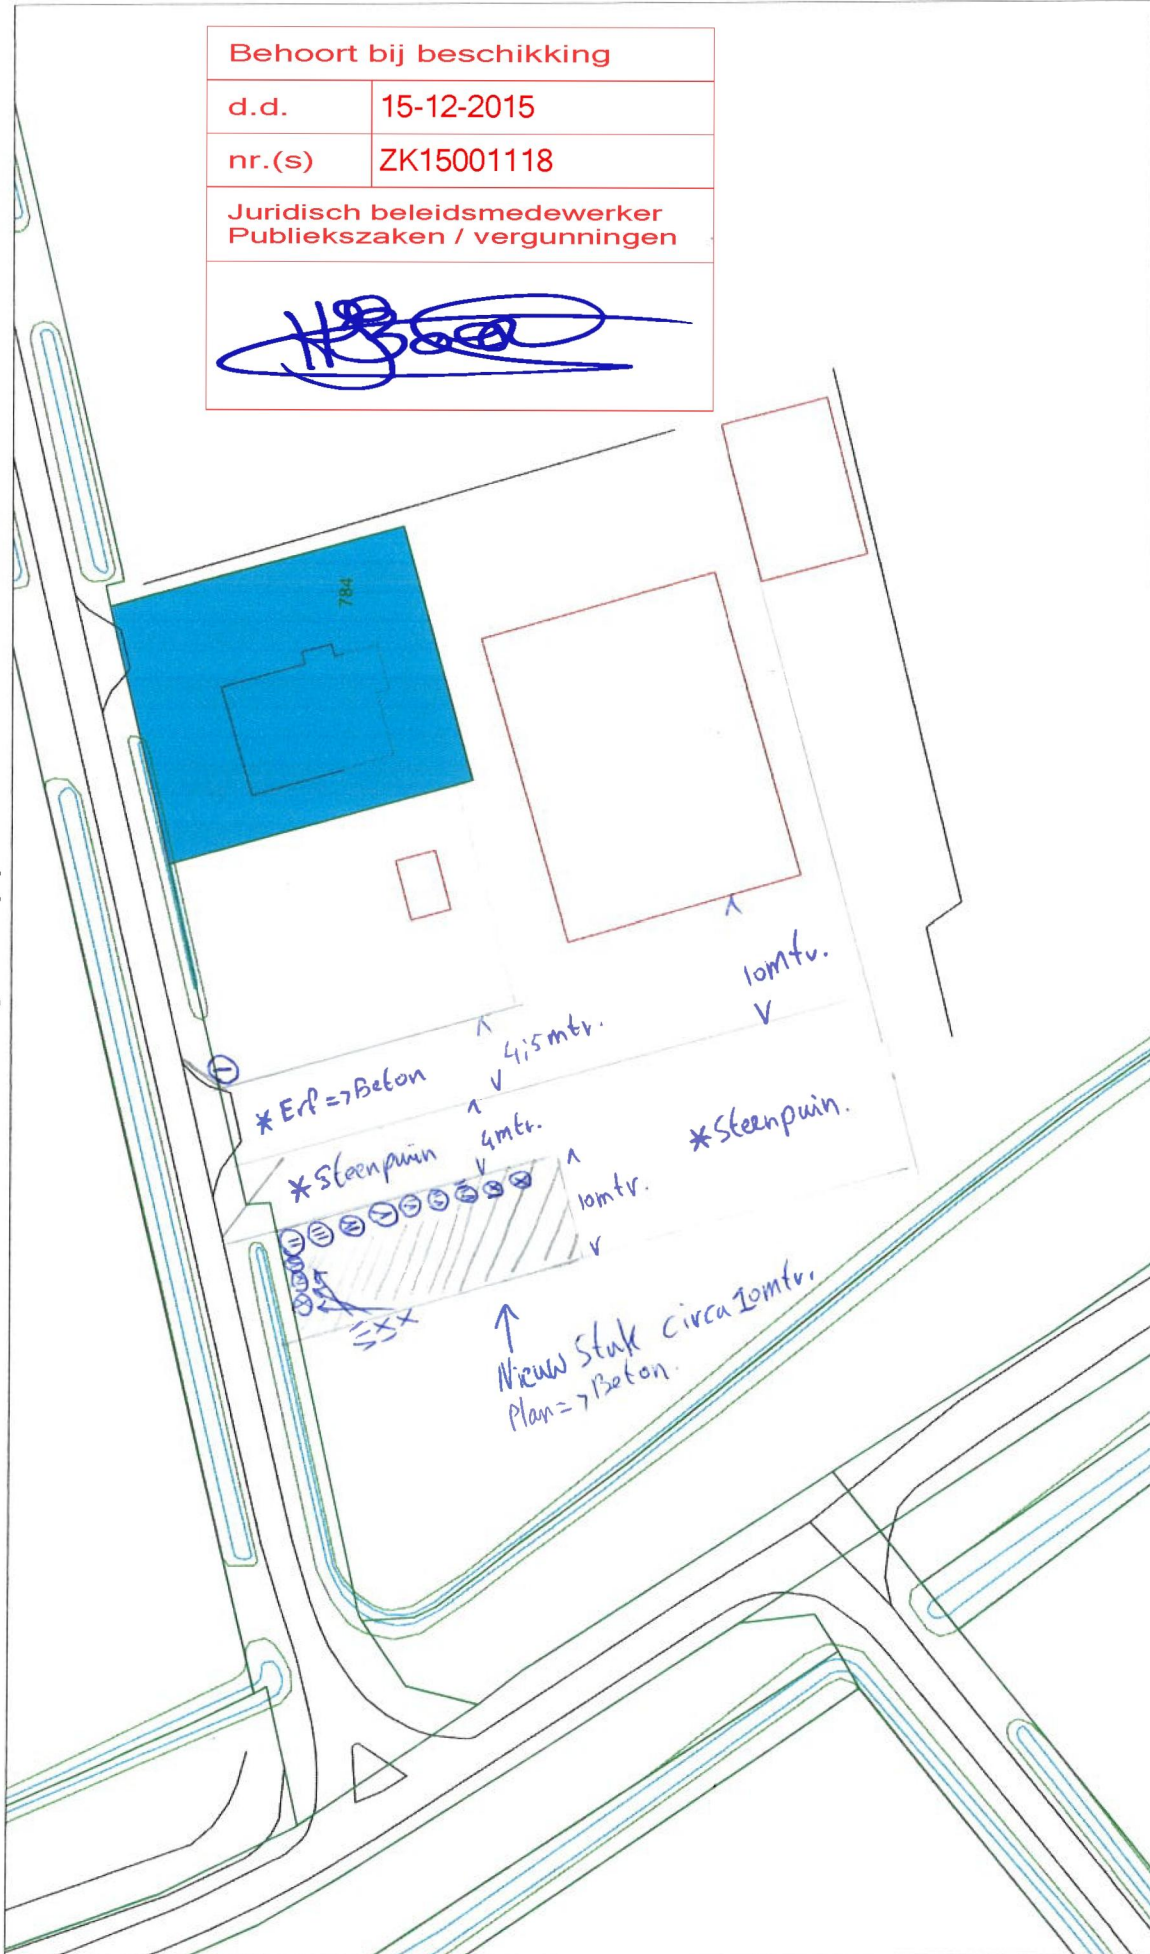 Behoort bij beschikking
d.d. 15-12-2015
nr.(s) ZK15001118
Juridisch beleidsmedewerker
Publiekszaken / vergunningen
784
10mtr.
4,5mtr.
* Erf => Beton
4mtr.
* Steenpuin
* Steenpuin.
10mtr.
Nieuw Stuk circa 10mtr.
Plan => Beton.